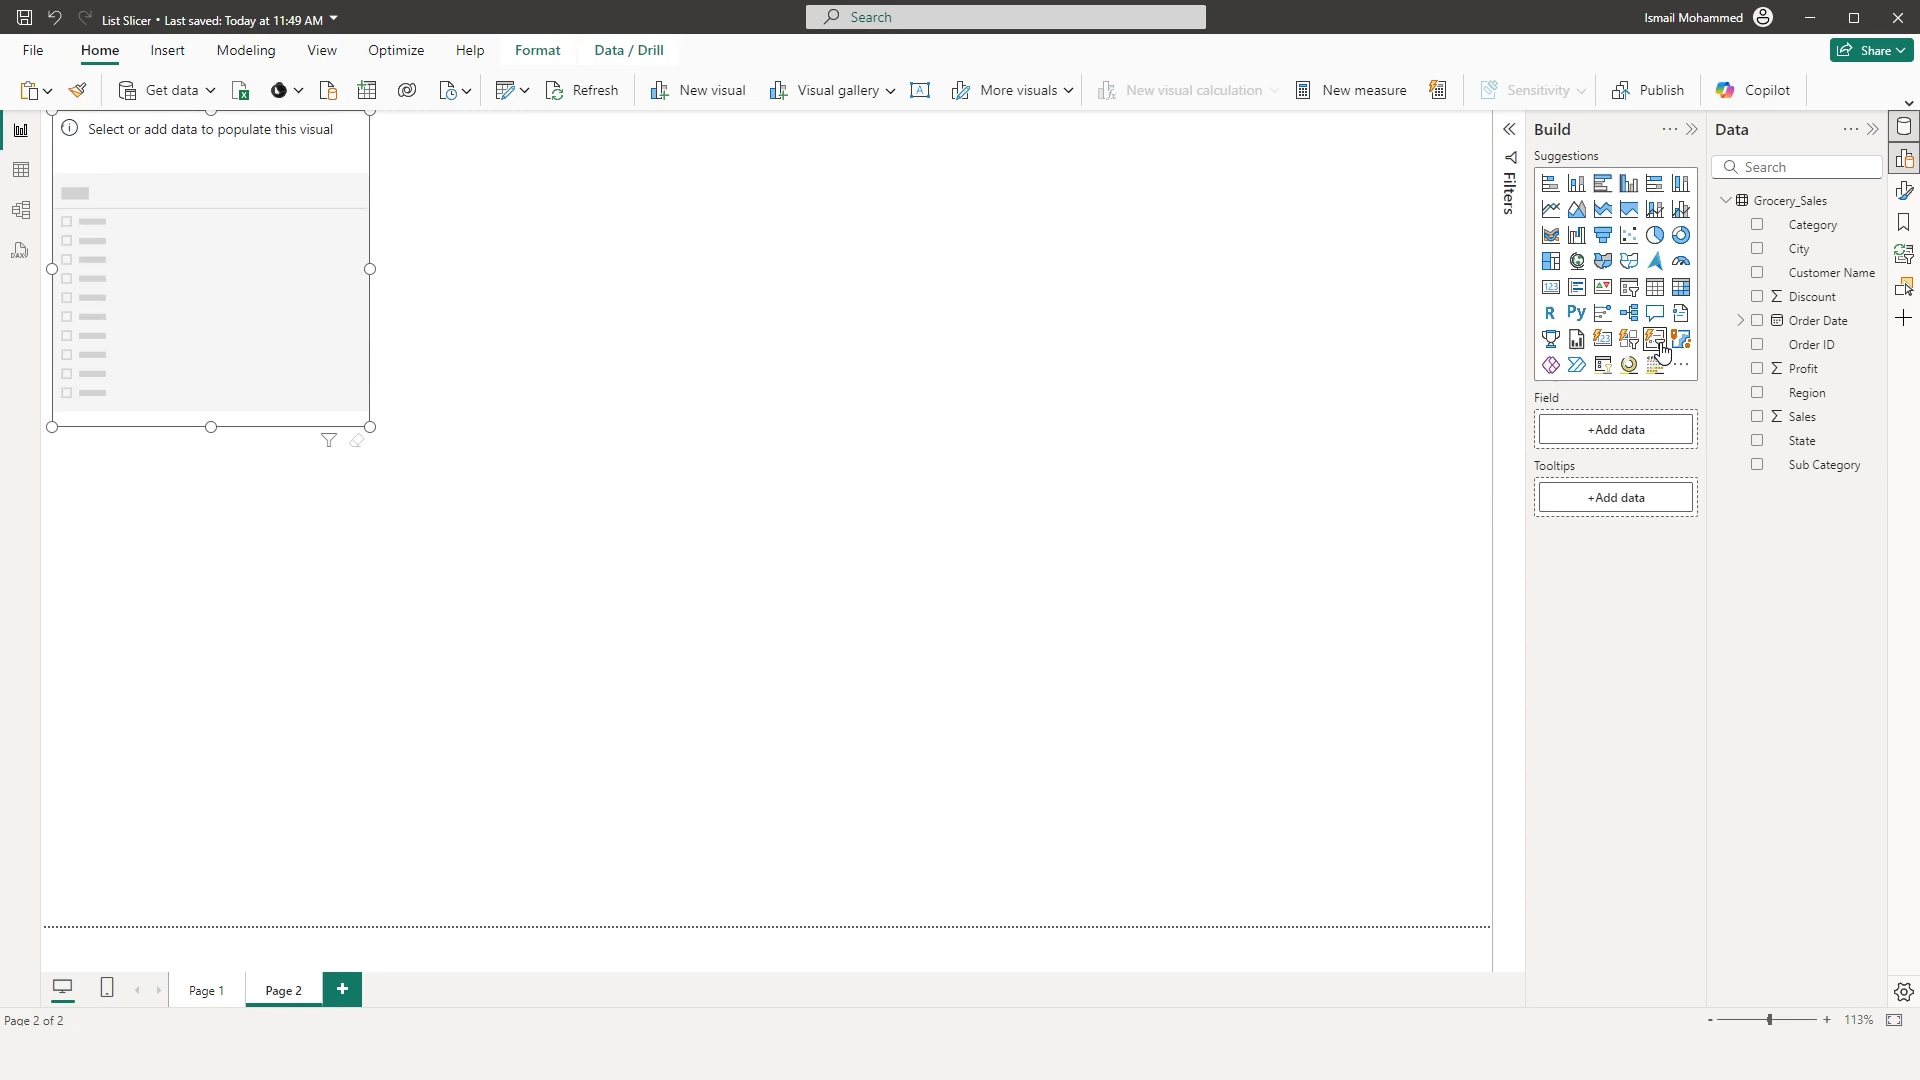 List Slicer • Last saved: Today at 11:49 AM
Search
Ismail Mohammed
File
Home
Insert
Modeling
View
Optimize
Help
Format
Data / Drill
Share
Get data
Refresh
New visual
A
Visual gallery
More visuals
New visual calculation
New measure
Sensitivity
Publish
Copilot
Select or add data to populate this visual
DAX
Filters
Build
Suggestions
123
R
Py
123
Field
+Add data
Tooltips
+Add data
Data
Search
Grocery_Sales
Category
City
Customer Name
Σ Discount
Order Date
Order ID
Σ Profit
Region
Σ Sales
State
Sub Category
Page 1
Page 2
+
Page 2 of 2
- + 113%